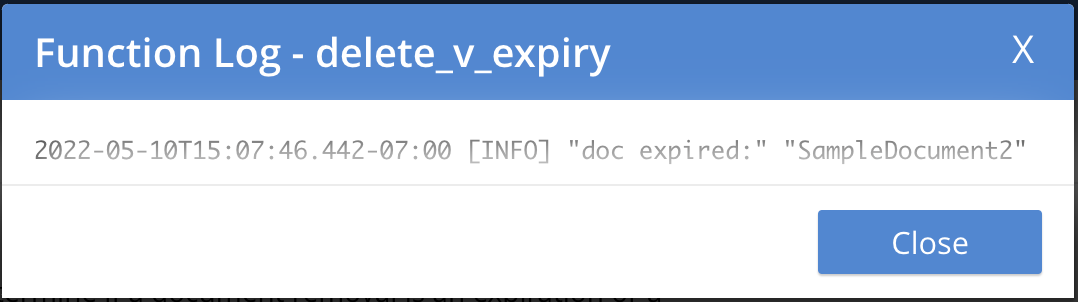 Function Log - delete_v_expiry
X
2022-05-10T15:07:46.442-07:00 [INFO] "doc expired:" "SampleDocument2"
Close